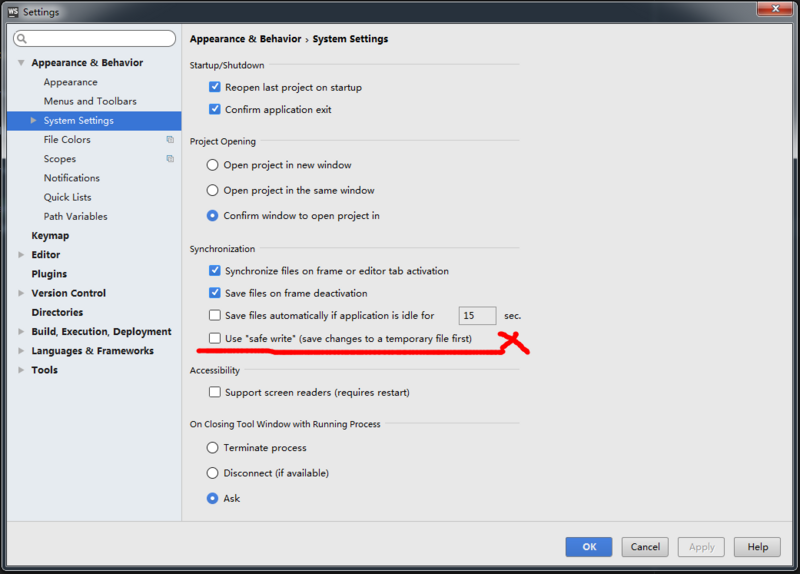 WS Settings
Appearance & Behavior › System Settings
Appearance & Behavior
Appearance
Menus and Toolbars
System Settings
File Colors
Scopes
Notifications
Quick Lists
Path Variables
Keymap
Editor
Plugins
Version Control
Directories
Build, Execution, Deployment
Languages & Frameworks
Tools
Startup/Shutdown
Reopen last project on startup
Confirm application exit
Project Opening
Open project in new window
Open project in the same window
Confirm window to open project in
Synchronization
Synchronize files on frame or editor tab activation
Save files on frame deactivation
Save files automatically if application is idle for 15 sec.
Use "safe write" (save changes to a temporary file first)
Accessibility
Support screen readers (requires restart)
On Closing Tool Window with Running Process
Terminate process
Disconnect (if available)
Ask
OK Cancel Apply Help